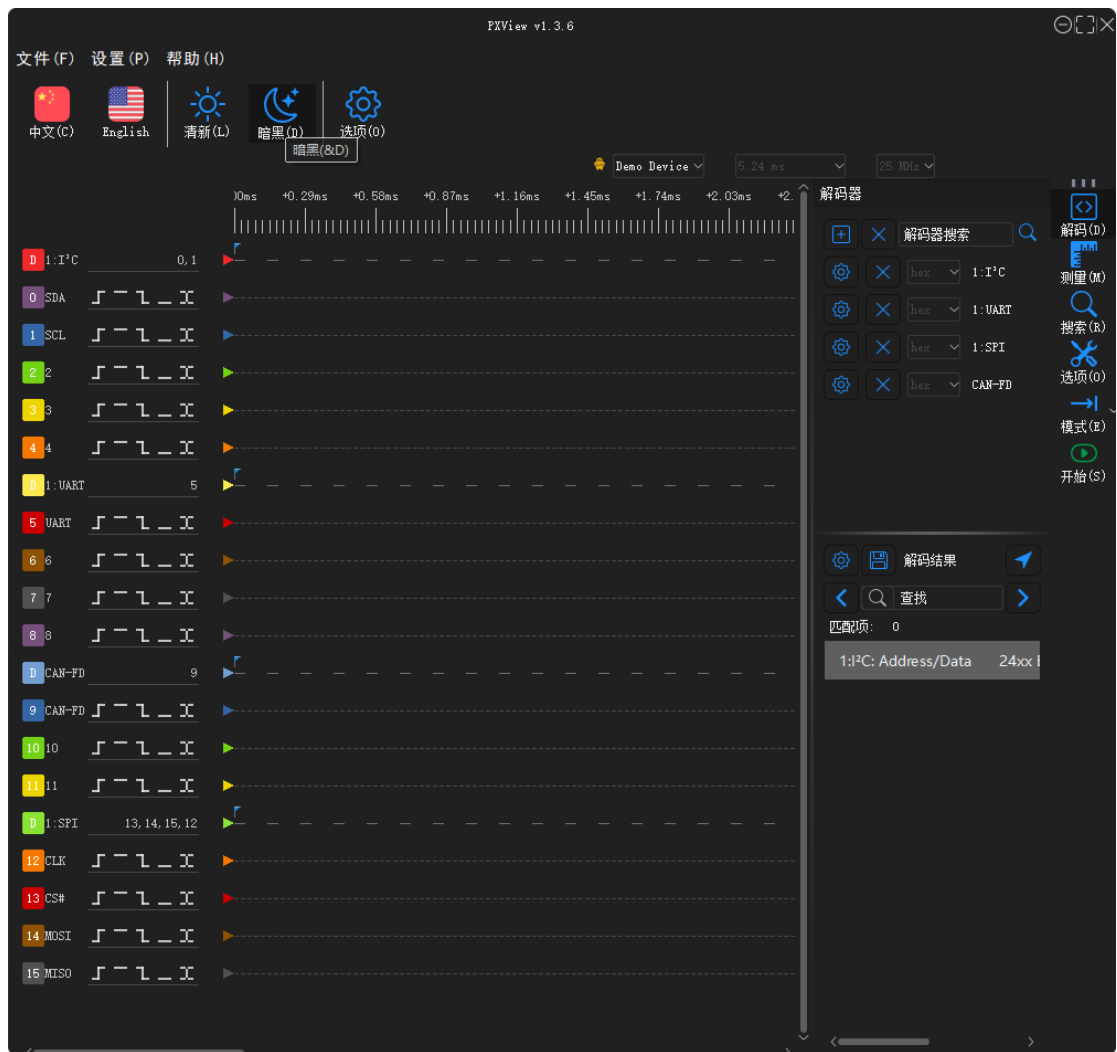 PXView v1.3.6
文件(F) 设置(P) 帮助(H)
中文(C) English 清新(L) 暗黑(D) 选项(O)
暗黑(&D)
Demo Device 5.24 ms 25 MHz
+0.29ms +0.58ms +0.87ms +1.16ms +1.45ms +1.74ms +2.03ms +2.
解码器
解码器搜索
hex 1:I²C
hex 1:UART
hex 1:SPI
hex CAN-FD
解码(D)
测量(M)
搜索(R)
选项(O)
模式(E)
开始(S)
D 1:I²C 0,1
0 SDA
1 SCL
2 2
3 3
4 4
D 1:UART 5
5 UART
6 6
7 7
8 8
D CAN-FD 9
9 CAN-FD
10 10
11 11
D 1:SPI 13,14,15,12
12 CLK
13 CS#
14 MOSI
15 MISO
解码结果
查找
匹配项: 0
1:I²C: Address/Data 24xx